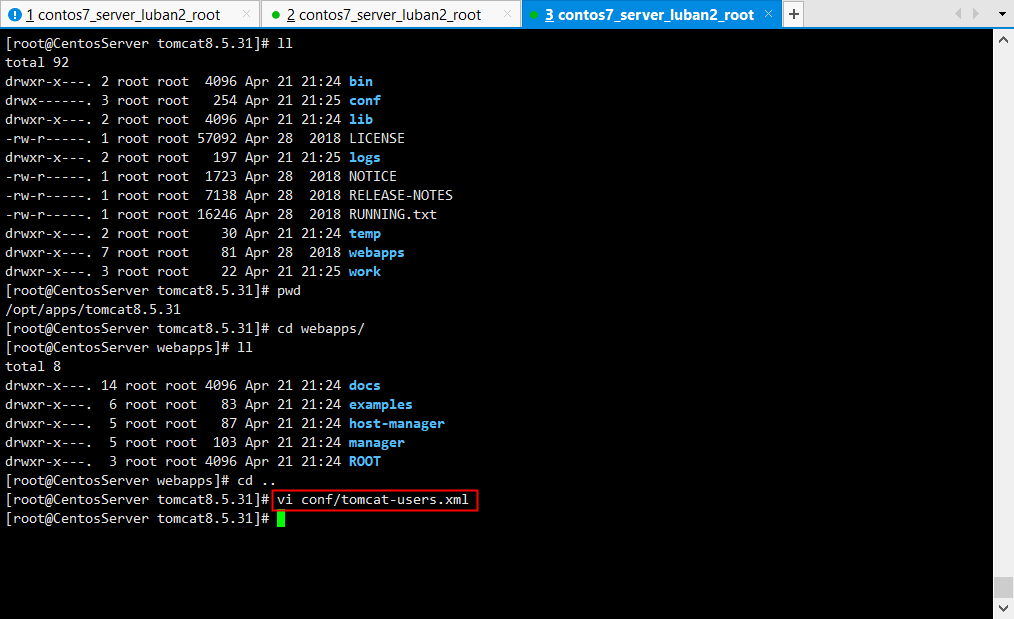 1 contos7_server_luban2_root × 2 contos7_server_luban2_root × 3 contos7_server_luban2_root × +
[root@CentosServer tomcat8.5.31]# ll
total 92
drwxr-x---. 2 root root  4096 Apr 21 21:24 bin
drwx------. 3 root root   254 Apr 21 21:25 conf
drwxr-x---. 2 root root  4096 Apr 21 21:24 lib
-rw-r-----. 1 root root 57092 Apr 28  2018 LICENSE
drwxr-x---. 2 root root   197 Apr 21 21:25 logs
-rw-r-----. 1 root root  1723 Apr 28  2018 NOTICE
-rw-r-----. 1 root root  7138 Apr 28  2018 RELEASE-NOTES
-rw-r-----. 1 root root 16246 Apr 28  2018 RUNNING.txt
drwxr-x---. 2 root root    30 Apr 21 21:24 temp
drwxr-x---. 7 root root    81 Apr 28  2018 webapps
drwxr-x---. 3 root root    22 Apr 21 21:25 work
[root@CentosServer tomcat8.5.31]# pwd
/opt/apps/tomcat8.5.31
[root@CentosServer tomcat8.5.31]# cd webapps/
[root@CentosServer webapps]# ll
total 8
drwxr-x---. 14 root root 4096 Apr 21 21:24 docs
drwxr-x---.  6 root root   83 Apr 21 21:24 examples
drwxr-x---.  5 root root   87 Apr 21 21:24 host-manager
drwxr-x---.  5 root root  103 Apr 21 21:24 manager
drwxr-x---.  3 root root 4096 Apr 21 21:24 ROOT
[root@CentosServer webapps]# cd ..
[root@CentosServer tomcat8.5.31]# vi conf/tomcat-users.xml
[root@CentosServer tomcat8.5.31]#